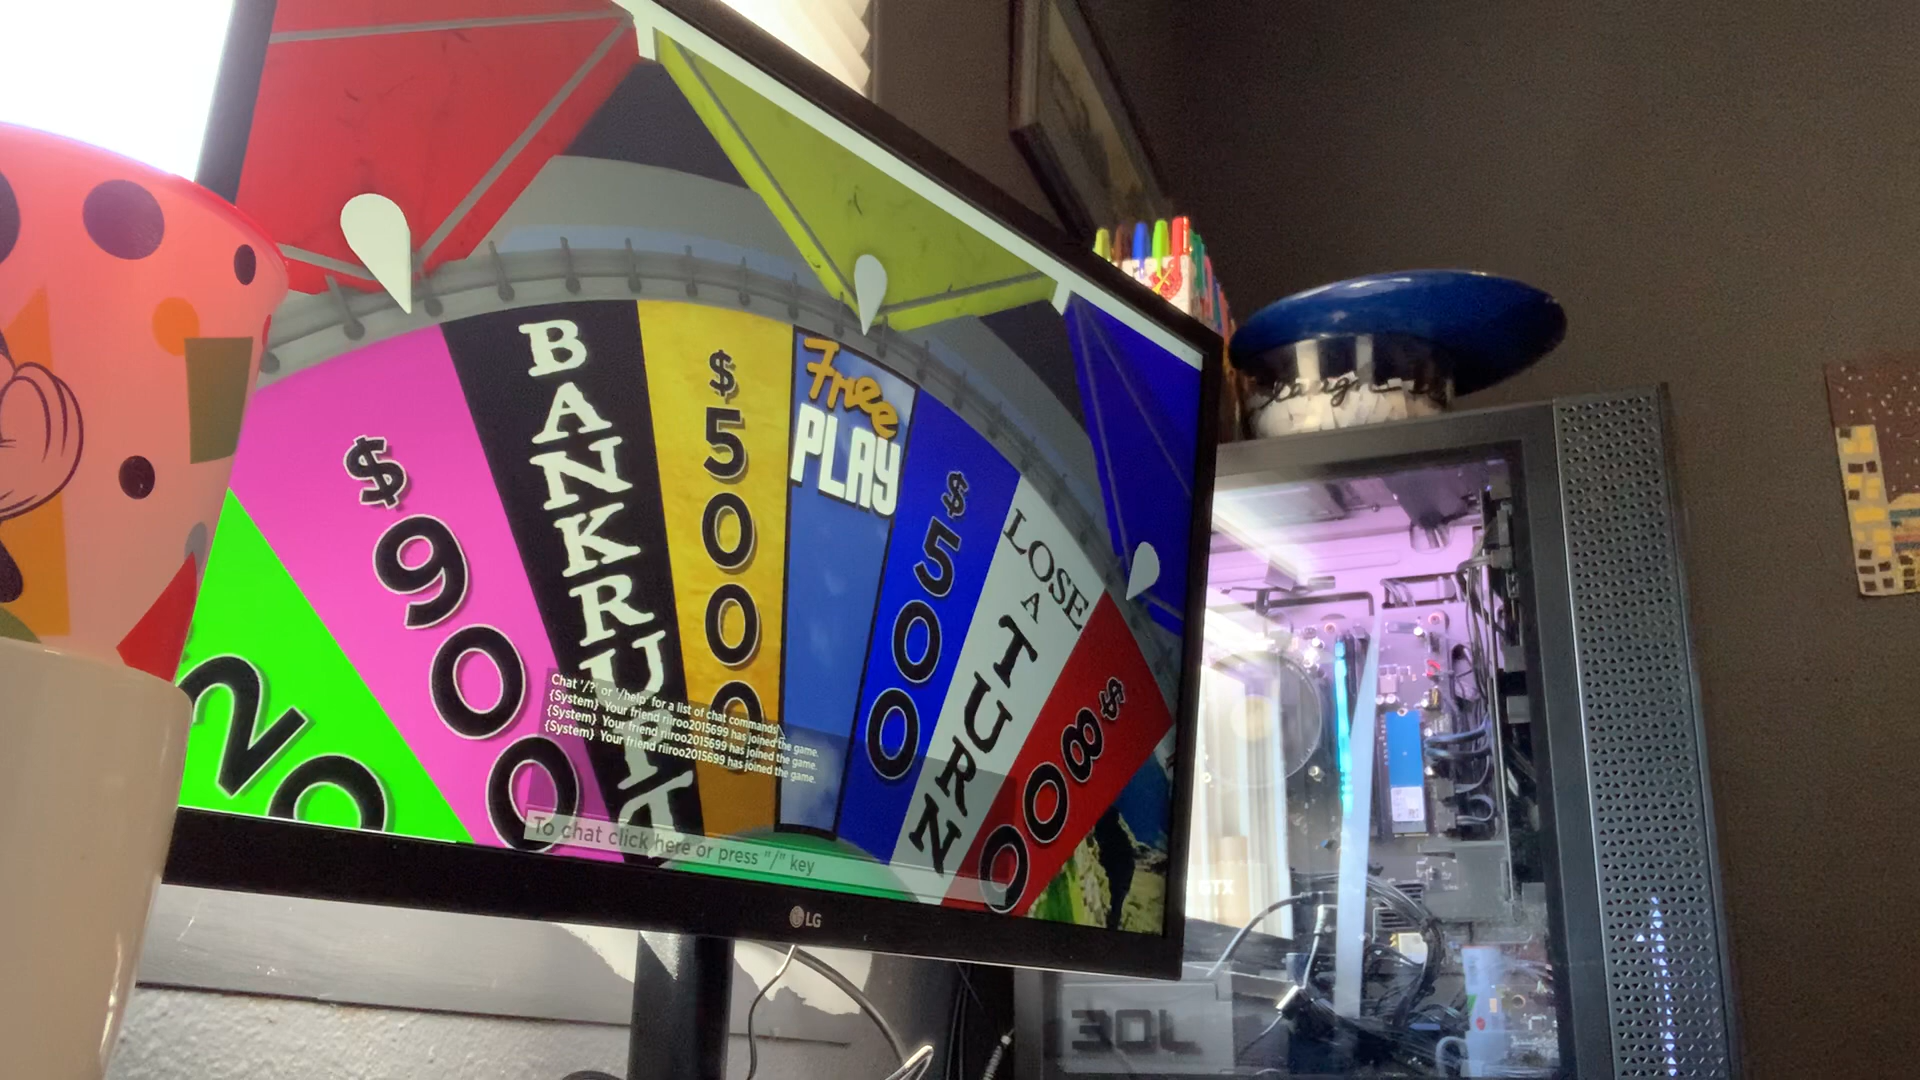 $900
BANKRUPT
$5000
Free
PLAY
$500
LOSE
A
TURN
$800
20
Chat '/?' or '/help' for a list of chat commands.
{System} Your friend riiroo2015699 has joined the game.
{System} Your friend riiroo2015699 has joined the game.
{System} Your friend riiroo2015699 has joined the game.
To chat click here or press "/" key
LG
GTX
30L